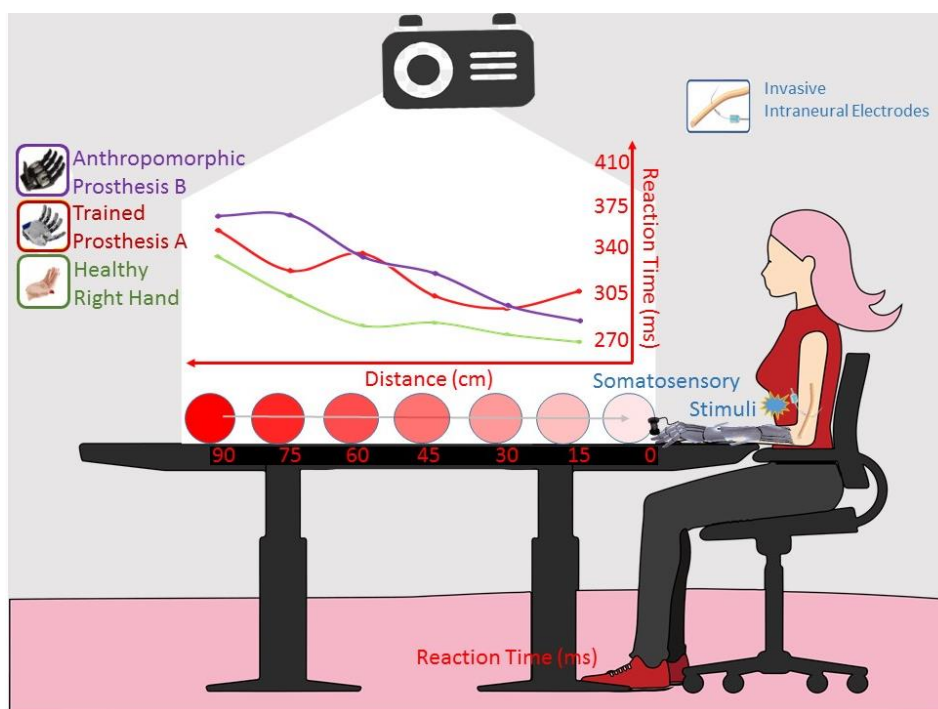 Invasive
Intraneural Electrodes
Anthropomorphic
Prosthesis B
Trained
Prosthesis A
Healthy
Right Hand
410
375
340
305
270
Reaction Time (ms)
Distance (cm)
Somatosensory
Stimuli
90 75 60 45 30 15 0
Reaction Time (ms)